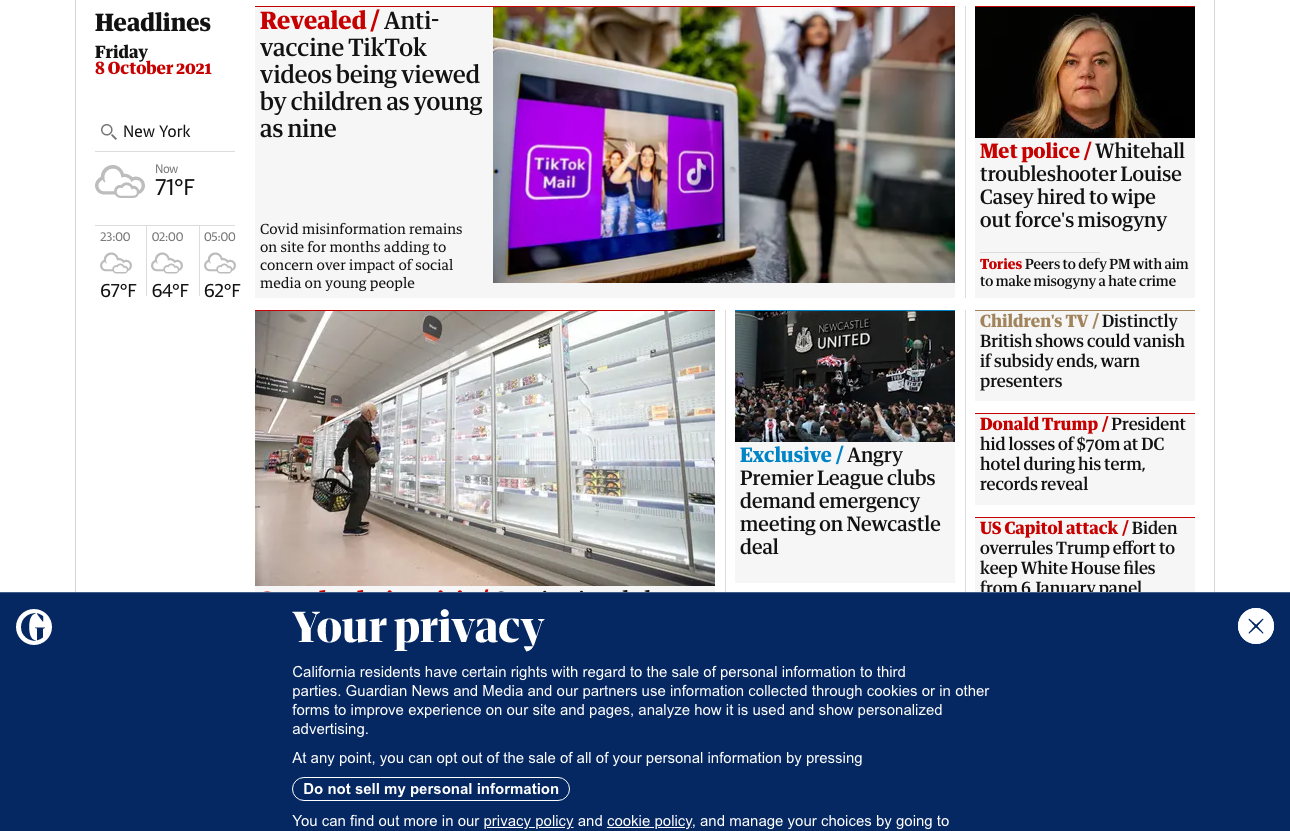 Headlines
Friday
8 October 2021
New York
Now
71°F
23:00
02:00
05:00
67°F
64°F
62°F
Revealed / Anti-
vaccine TikTok
videos being viewed
by children as young
as nine
Covid misinformation remains
on site for months adding to
concern over impact of social
media on young people
TikTok
Mail
Met police / Whitehall
troubleshooter Louise
Casey hired to wipe
out force's misogyny
Tories Peers to defy PM with aim
to make misogyny a hate crime
NEWCASTLE
UNITED
Exclusive / Angry
Premier League clubs
demand emergency
meeting on Newcastle
deal
Children's TV / Distinctly
British shows could vanish
if subsidy ends, warn
presenters
Donald Trump / President
hid losses of $70m at DC
hotel during his term,
records reveal
US Capitol attack / Biden
overrules Trump effort to
keep White House files
from 6 January panel
Your privacy
California residents have certain rights with regard to the sale of personal information to third
parties. Guardian News and Media and our partners use information collected through cookies or in other
forms to improve experience on our site and pages, analyze how it is used and show personalized
advertising.
At any point, you can opt out of the sale of all of your personal information by pressing
Do not sell my personal information
You can find out more in our privacy policy and cookie policy, and manage your choices by going to